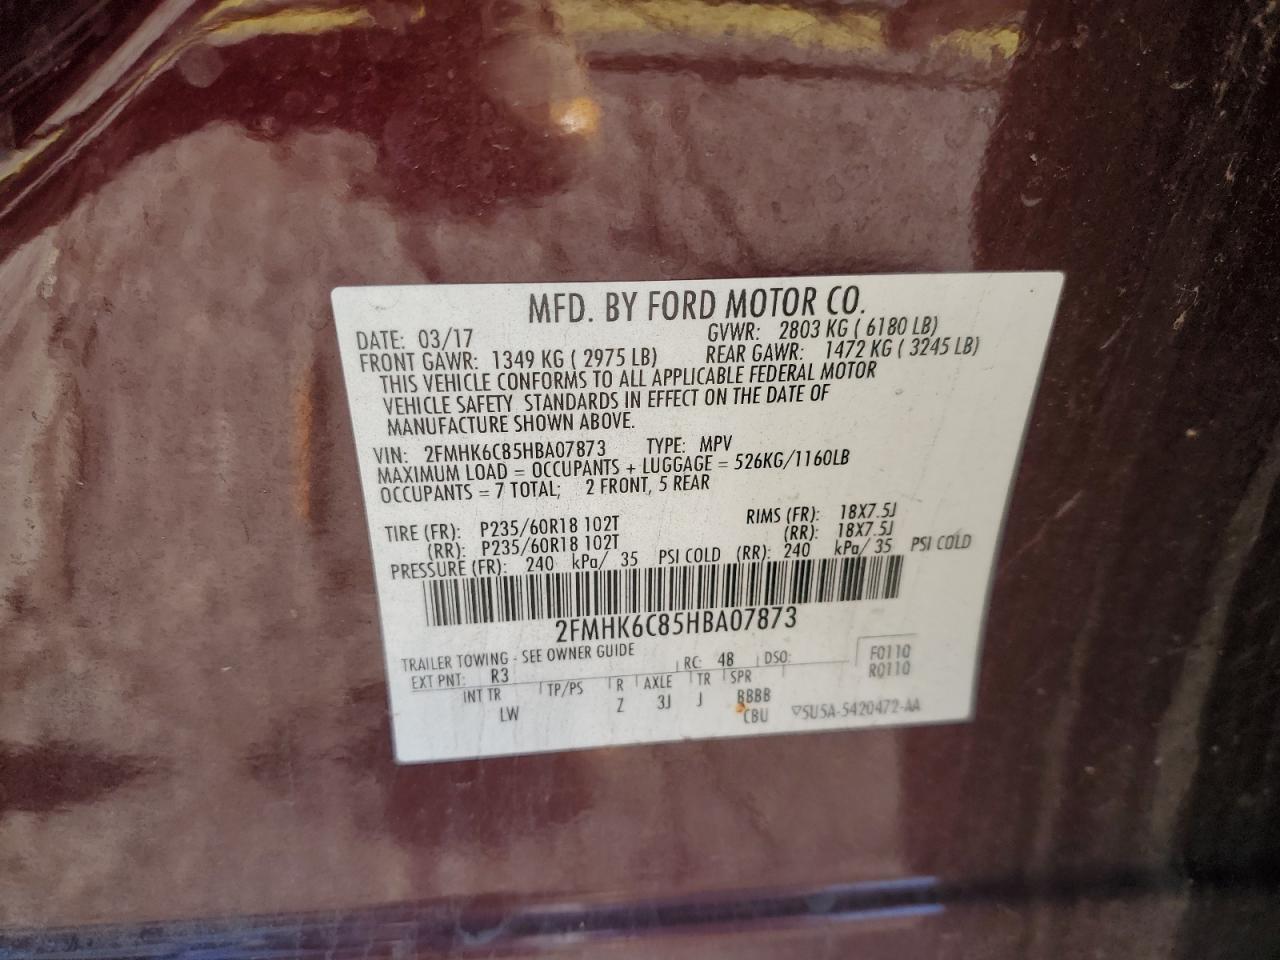 MFD. BY FORD MOTOR CO.
DATE: 03/17 GVWR: 2803 KG ( 6180 LB)
FRONT GAWR: 1349 KG ( 2975 LB) REAR GAWR: 1472 KG ( 3245 LB)
THIS VEHICLE CONFORMS TO ALL APPLICABLE FEDERAL MOTOR
VEHICLE SAFETY STANDARDS IN EFFECT ON THE DATE OF
MANUFACTURE SHOWN ABOVE.
VIN: 2FMHK6C85HBA07873 TYPE: MPV
MAXIMUM LOAD = OCCUPANTS + LUGGAGE = 526KG/1160LB
OCCUPANTS = 7 TOTAL; 2 FRONT, 5 REAR
TIRE (FR): P235/60R18 102T RIMS (FR): 18X7.5J
(RR): P235/60R18 102T (RR): 18X7.5J
PRESSURE (FR): 240 kPa/ 35 PSI COLD (RR): 240 kPa/ 35 PSI COLD
2FMHK6C85HBA07873
TRAILER TOWING - SEE OWNER GUIDE
EXT PNT: R3 RC: 48 DSO: F0110
R0110
INT TR TP/PS R AXLE TR SPR
LW Z 3J J BBBB
CBU 5U5A-5420472-AA